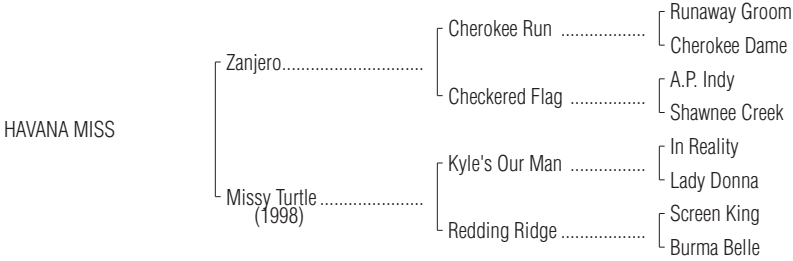 Runaway Groom
Cherokee Run ..................
Cherokee Dame
Zanjero.............................
A.P. Indy
Checkered Flag ................
Shawnee Creek
HAVANA MISS
In Reality
Kyle's Our Man ................
Lady Donna
Missy Turtle .....................
(1998)
Screen King
Redding Ridge ..................
Burma Belle